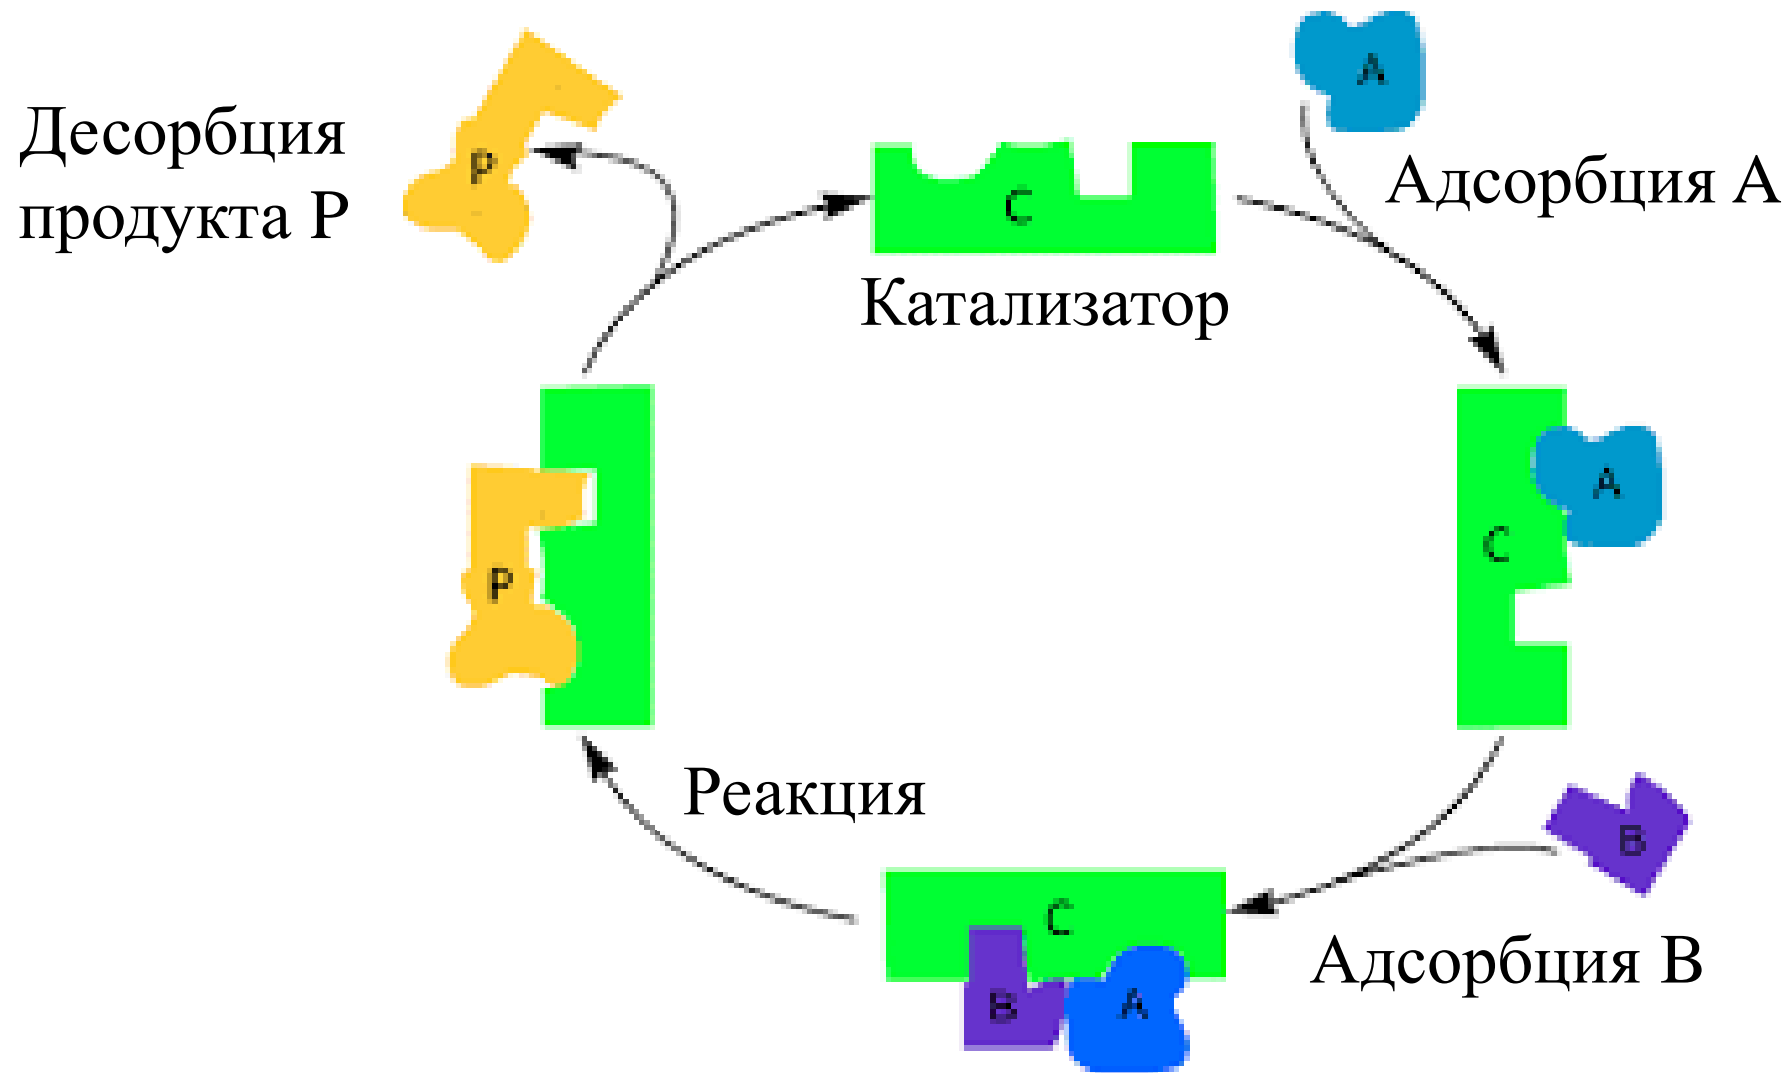 A
Десорбция
продукта P
P
C
Адсорбция A
Катализатор
A
C
P
Реакция
B
C
Адсорбция B
B
A